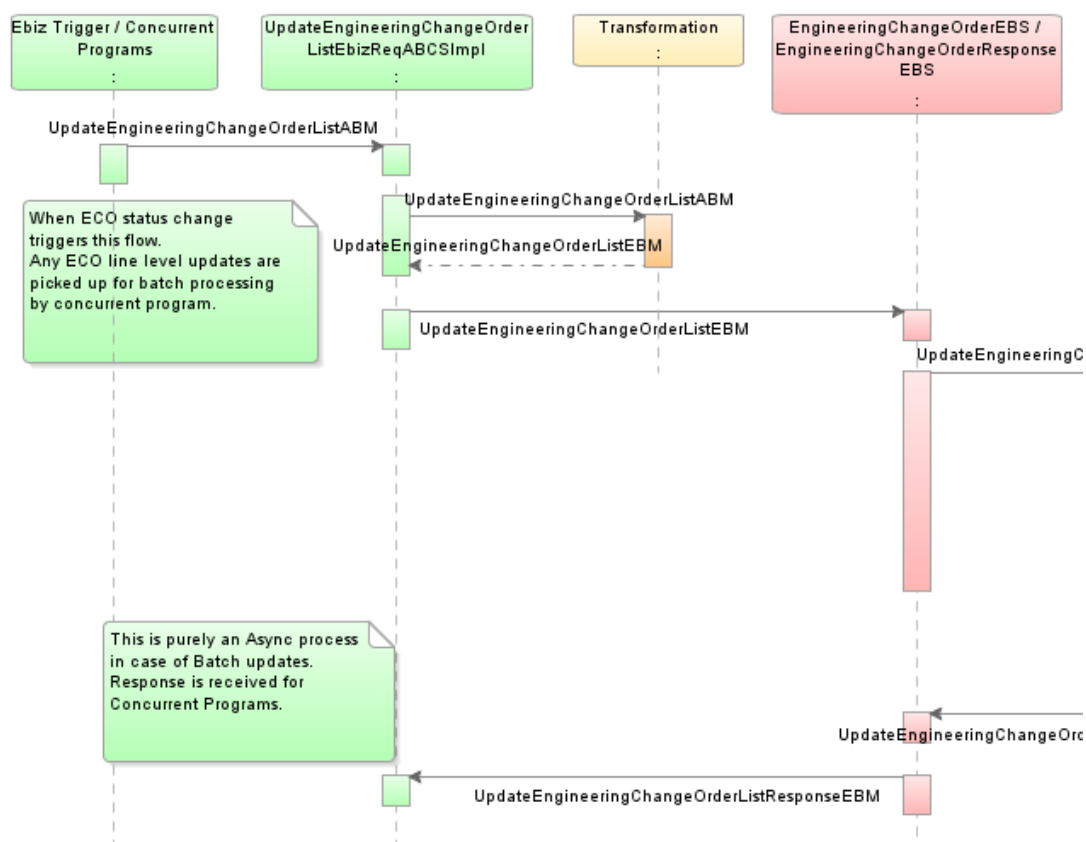 Ebiz Trigger / Concurrent
Programs
:
UpdateEngineeringChangeOrder
ListEbizReqABCSImpl
:
Transformation
:
EngineeringChangeOrderEBS /
EngineeringChangeOrderResponse
EBS
:
UpdateEngineeringChangeOrderListABM
UpdateEngineeringChangeOrderListABM
When ECO status change
triggers this flow.
Any ECO line level updates are
picked up for batch processing
by concurrent program.
UpdateEngineeringChangeOrderListEBM
UpdateEngineeringChangeOrderListEBM
UpdateEngineeringC
This is purely an Async process
in case of Batch updates.
Response is received for
Concurrent Programs.
UpdateEngineeringChangeOrd
UpdateEngineeringChangeOrderListResponseEBM